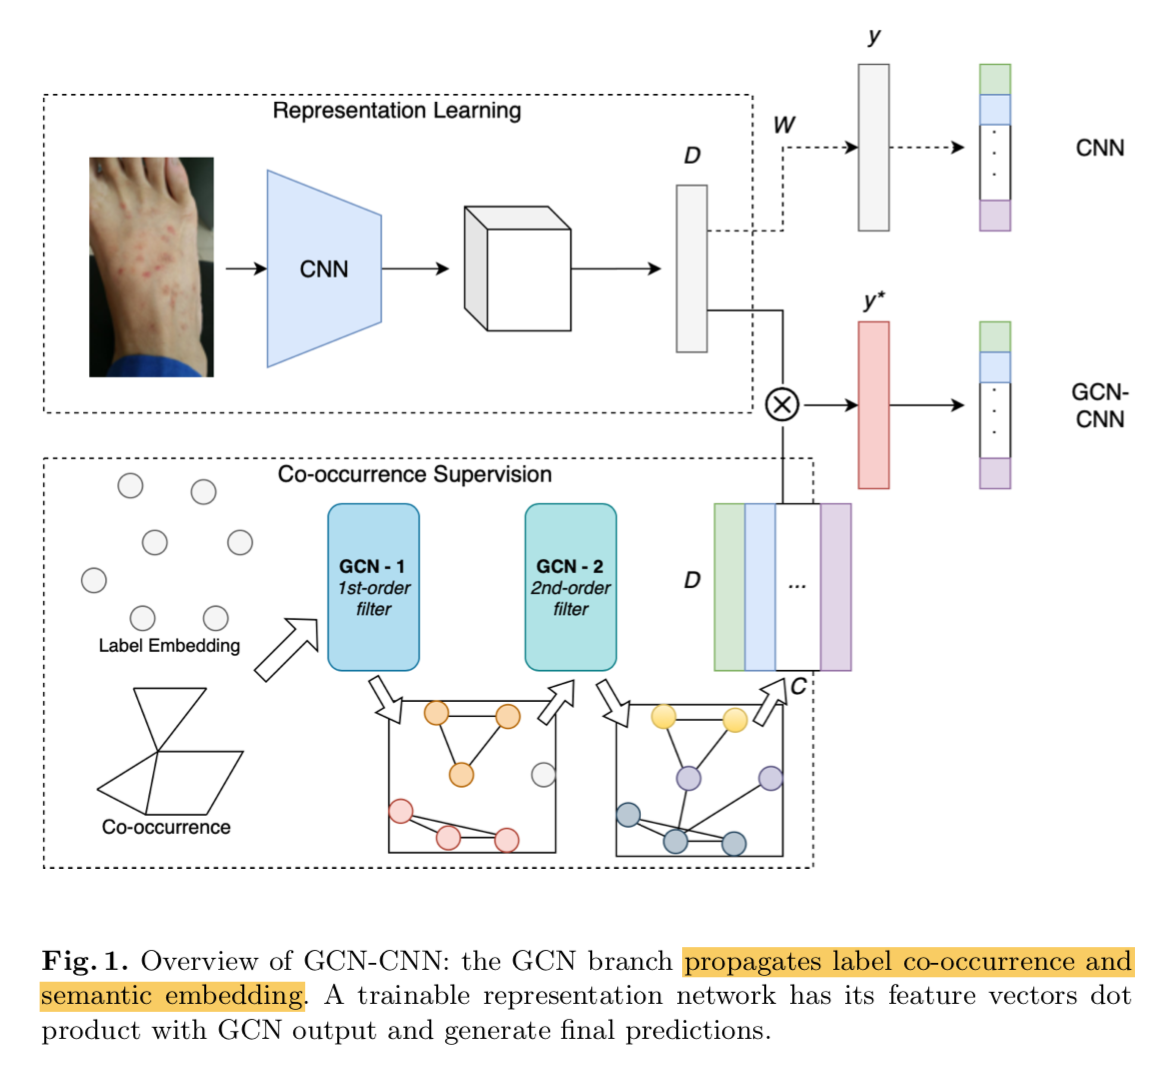 y
Representation Learning
W
D
CNN
CNN
y*
GCN-
CNN
Co-occurrence Supervision
GCN - 1
1st-order
filter
GCN - 2
2nd-order
filter
D
...
Label Embedding
C
Co-occurrence
Fig. 1. Overview of GCN-CNN: the GCN branch propagates label co-occurrence and
semantic embedding. A trainable representation network has its feature vectors dot
product with GCN output and generate final predictions.